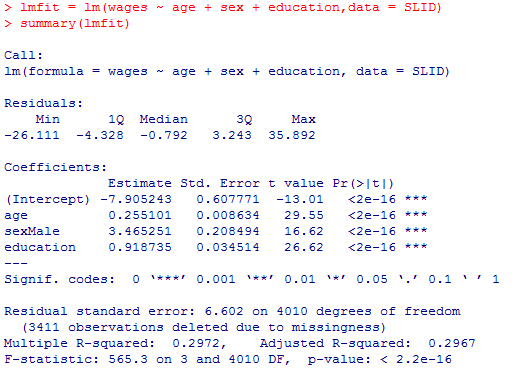 > lmfit = lm(wages ~ age + sex + education,data = SLID)
> summary(lmfit)
Call:
lm(formula = wages ~ age + sex + education, data = SLID)
Residuals:
    Min      1Q  Median      3Q     Max
-26.111  -4.328  -0.792   3.243  35.892
Coefficients:
             Estimate Std. Error t value Pr(>|t|)
(Intercept) -7.905243   0.607771  -13.01   <2e-16 ***
age          0.255101   0.008634   29.55   <2e-16 ***
sexMale      3.465251   0.208494   16.62   <2e-16 ***
education    0.918735   0.034514   26.62   <2e-16 ***
---
Signif. codes:  0 ‘***’ 0.001 ‘**’ 0.01 ‘*’ 0.05 ‘.’ 0.1 ‘ ’ 1
Residual standard error: 6.602 on 4010 degrees of freedom
  (3411 observations deleted due to missingness)
Multiple R-squared:  0.2972,    Adjusted R-squared:  0.2967
F-statistic: 565.3 on 3 and 4010 DF,  p-value: < 2.2e-16